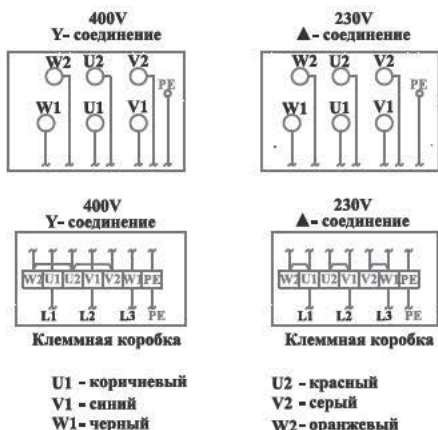 400V
Y- соединение
W2 U2 V2
PE
W1 U1 V1
230V
▲- соединение
W2 U2 V2
PE
W1 U1 V1
400V
Y- соединение
W2 U1 U2 V1 V2 W1 PE
L1 L2 L3 PE
Клеммная коробка
230V
▲- соединение
W2 U1 U2 V1 V2 W1 PE
L1 L2 L3 PE
Клеммная коробка
U1 - коричневый
V1 - синий
W1- черный
U2 - красный
V2 - серый
W2 - оранжевый